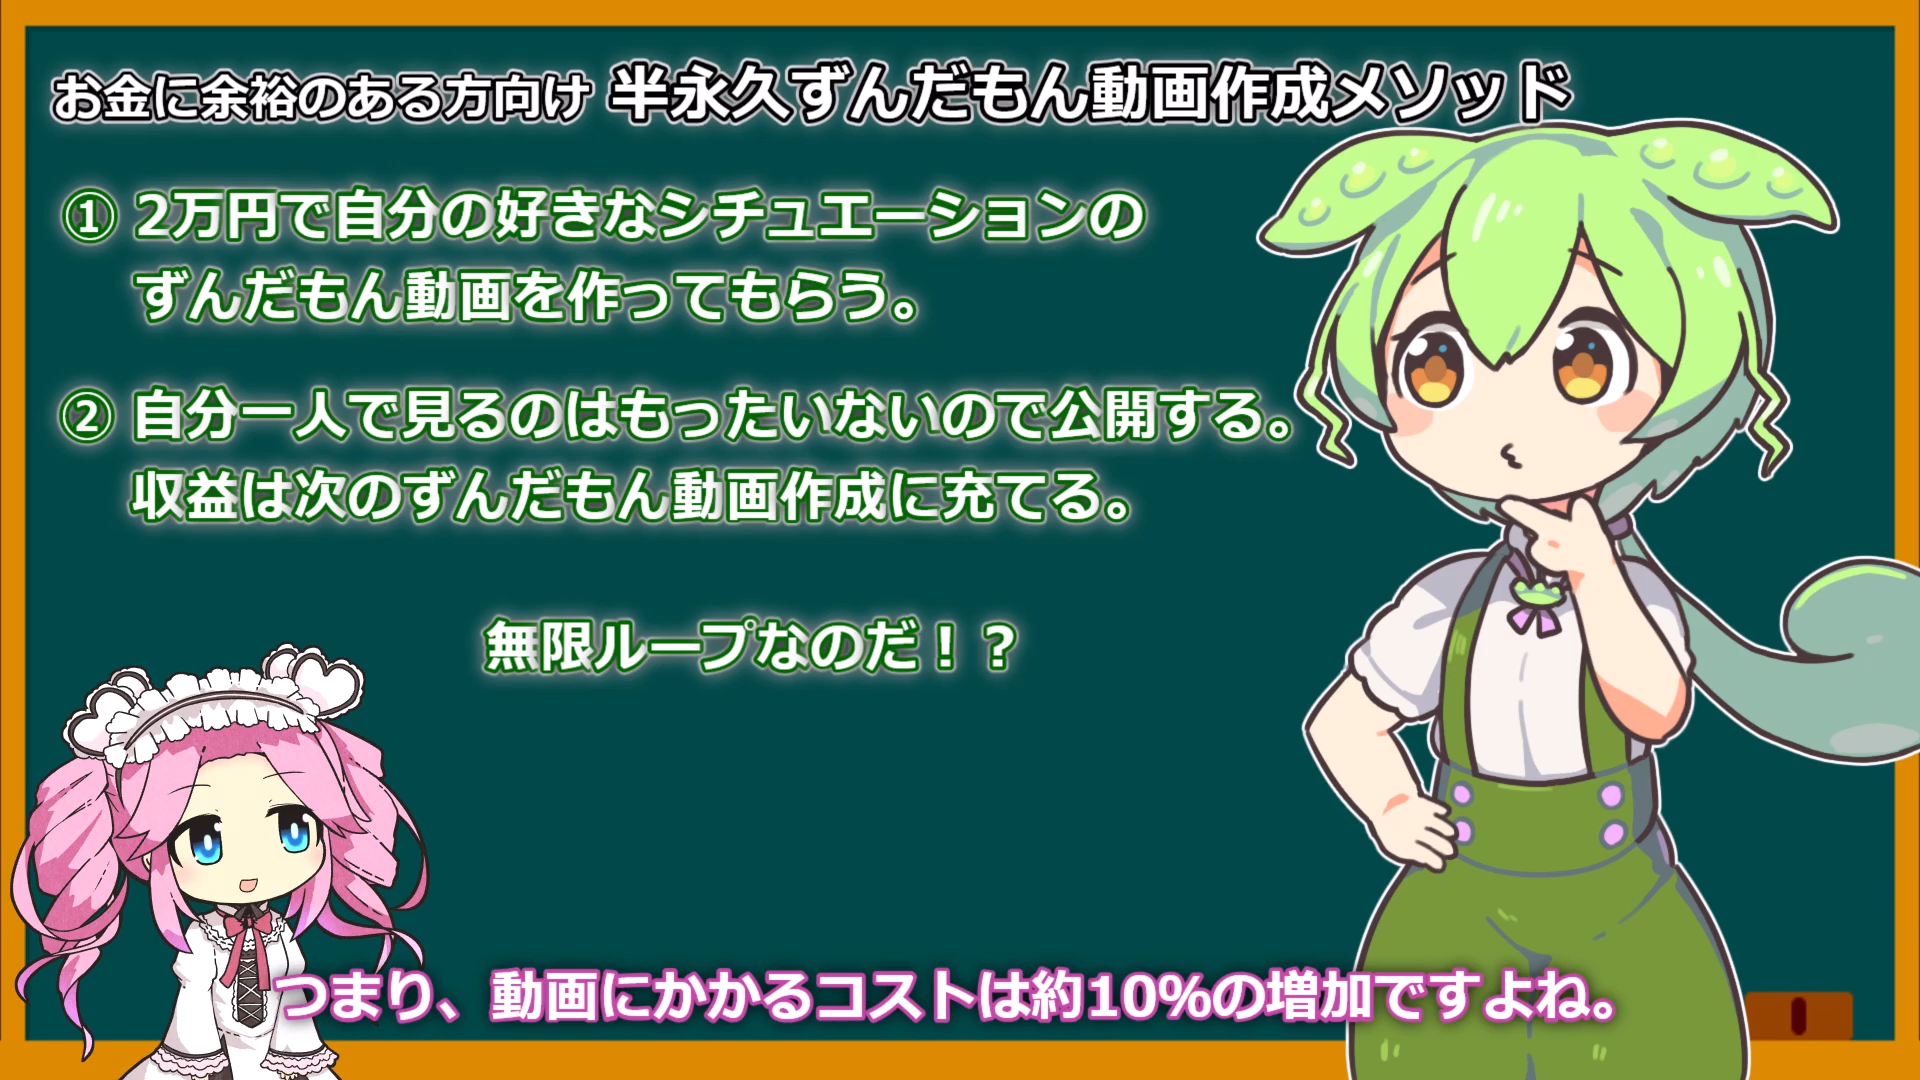 お金に余裕のある方向け 半永久ずんだもん動画作成メソッド
① 2万円で自分の好きなシチュエーションの
ずんだもん動画を作ってもらう。
② 自分一人で見るのはもったいないので公開する。
収益は次のずんだもん動画作成に充てる。
無限ループなのだ！？
つまり、動画にかかるコストは約10%の増加ですよね。